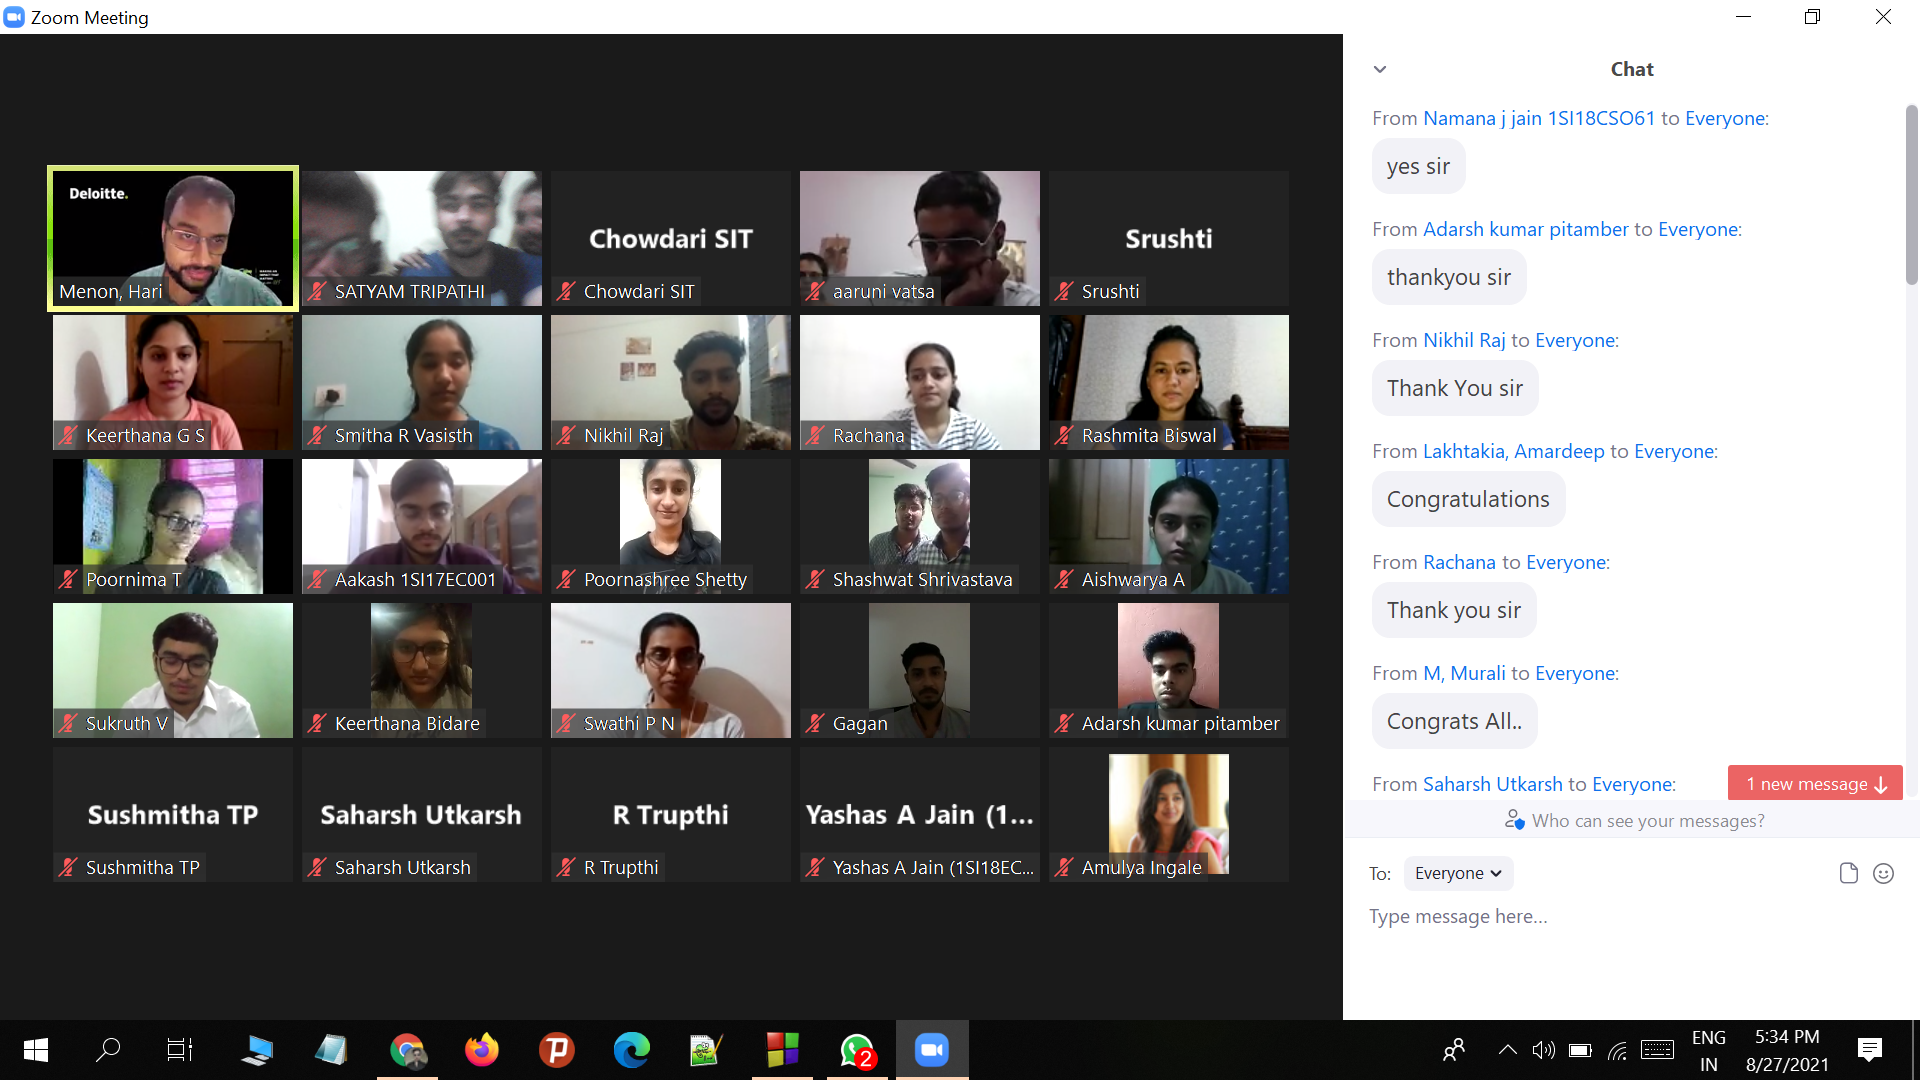 Zoom Meeting
Deloitte.
Menon, Hari
SATYAM TRIPATHI
Chowdari SIT
Chowdari SIT
aaruni vatsa
Srushti
Srushti
Keerthana G S
Smitha R Vasisth
Nikhil Raj
Rachana
Rashmita Biswal
Poornima T
Aakash 1SI17EC001
Poornashree Shetty
Shashwat Shrivastava
Aishwarya A
Sukruth V
Keerthana Bidare
Swathi P N
Gagan
Adarsh kumar pitamber
Sushmitha TP
Sushmitha TP
Saharsh Utkarsh
Saharsh Utkarsh
R Trupthi
R Trupthi
Yashas A Jain (1...
Yashas A Jain (1SI18EC...
Amulya Ingale
Chat
From Namana j jain 1SI18CSO61 to Everyone:
yes sir
From Adarsh kumar pitamber to Everyone:
thankyou sir
From Nikhil Raj to Everyone:
Thank You sir
From Lakhtakia, Amardeep to Everyone:
Congratulations
From Rachana to Everyone:
Thank you sir
From M, Murali to Everyone:
Congrats All..
From Saharsh Utkarsh to Everyone:
1 new message
Who can see your messages?
To: Everyone
Type message here...
2
ENG
IN
5:34 PM
8/27/2021